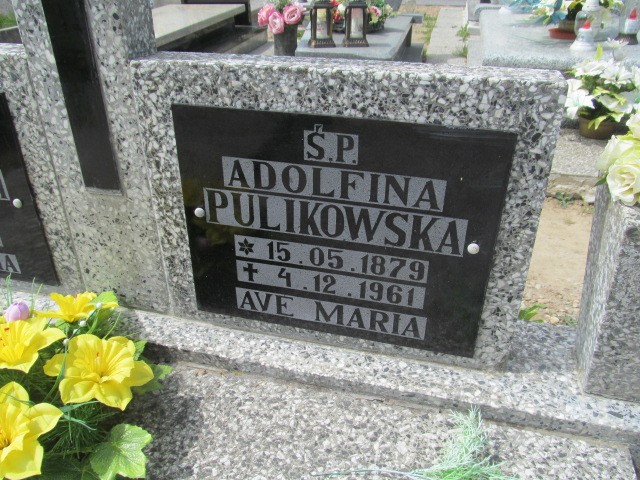 Ś.P.
ADOLFINA
PULIKOWSKA
* 15.05.1879
† 4.12.1961
AVE MARIA